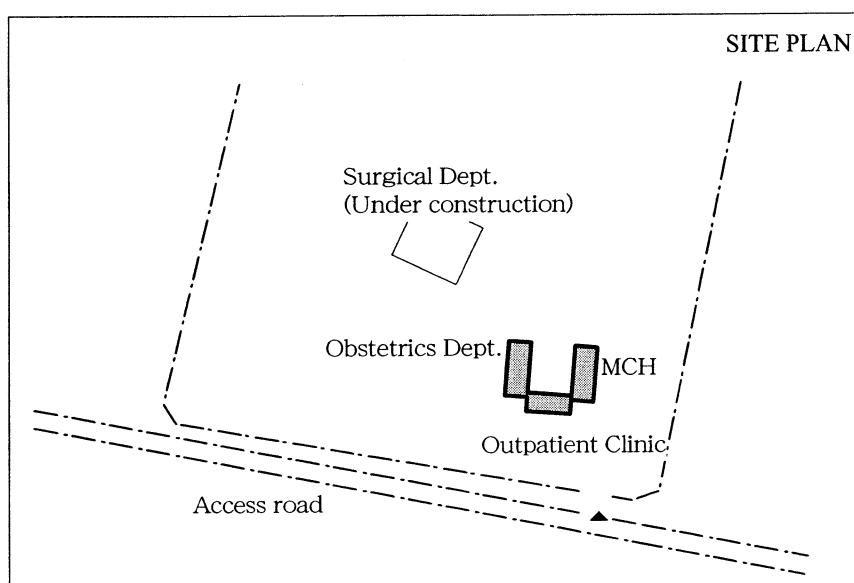 SITE PLAN
Surgical Dept.
(Under construction)
Obstetrics Dept.
MCH
Outpatient Clinic
Access road